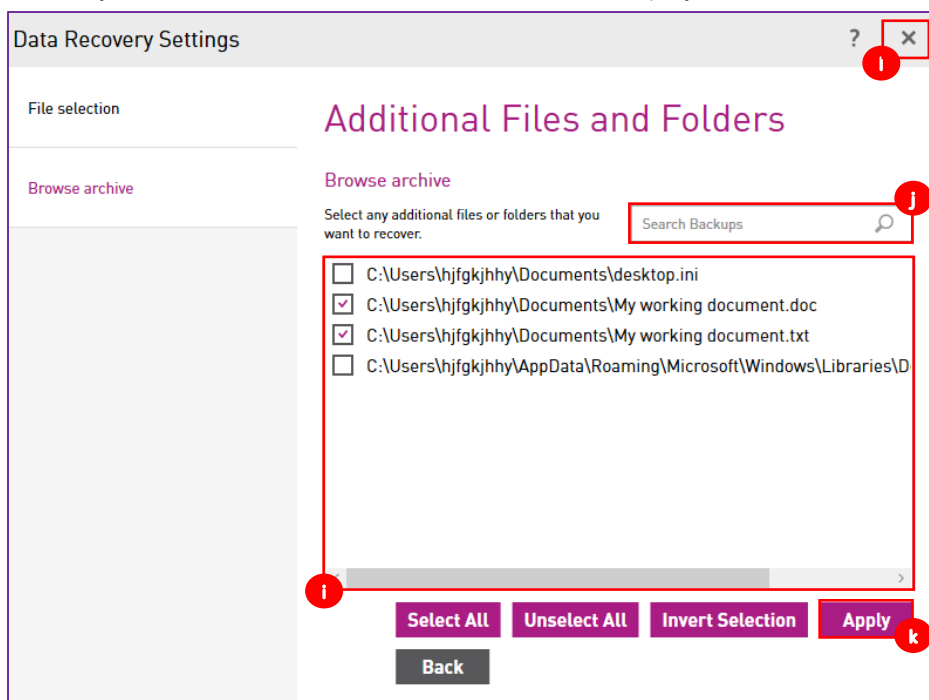 Data Recovery Settings ? ×
l
File selection
Additional Files and Folders
Browse archive
Browse archive
j
Select any additional files or folders that you
want to recover.
Search Backups
C:\Users\hjfgkjhhy\Documents\desktop.ini
C:\Users\hjfgkjhhy\Documents\My working document.doc
C:\Users\hjfgkjhhy\Documents\My working document.txt
C:\Users\hjfgkjhhy\AppData\Roaming\Microsoft\Windows\Libraries\D
i
Select All Unselect All Invert Selection Apply
k
Back